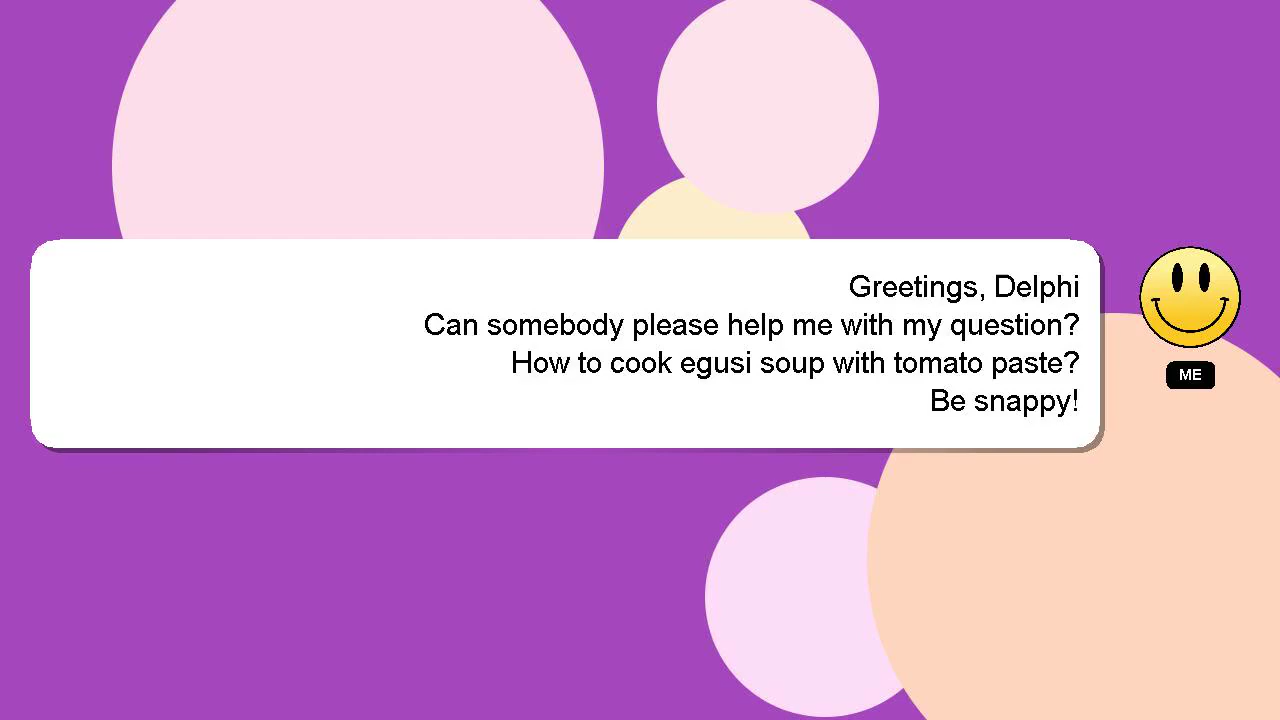 Greetings, Delphi
Can somebody please help me with my question?
How to cook egusi soup with tomato paste?
Be snappy!
ME